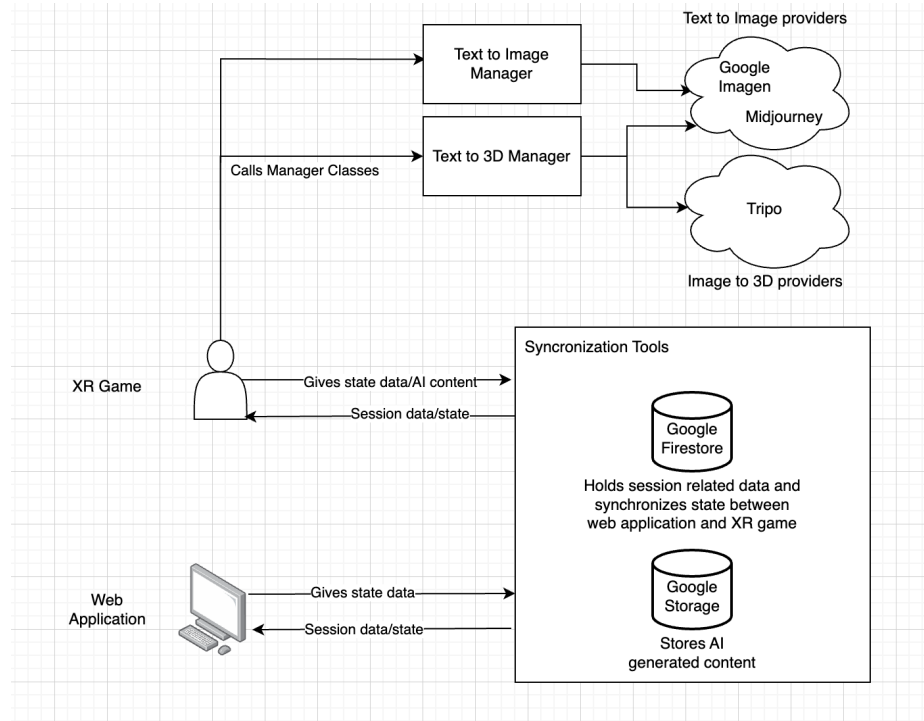 Text to Image providers
Text to Image
Manager
Google
Imagen
Midjourney
Text to 3D Manager
Calls Manager Classes
Tripo
Image to 3D providers
Syncronization Tools
XR Game
Gives state data/AI content
Session data/state
Google
Firestore
Holds session related data and
synchronizes state between
web application and XR game
Web
Application
Gives state data
Session data/state
Google
Storage
Stores AI
generated content